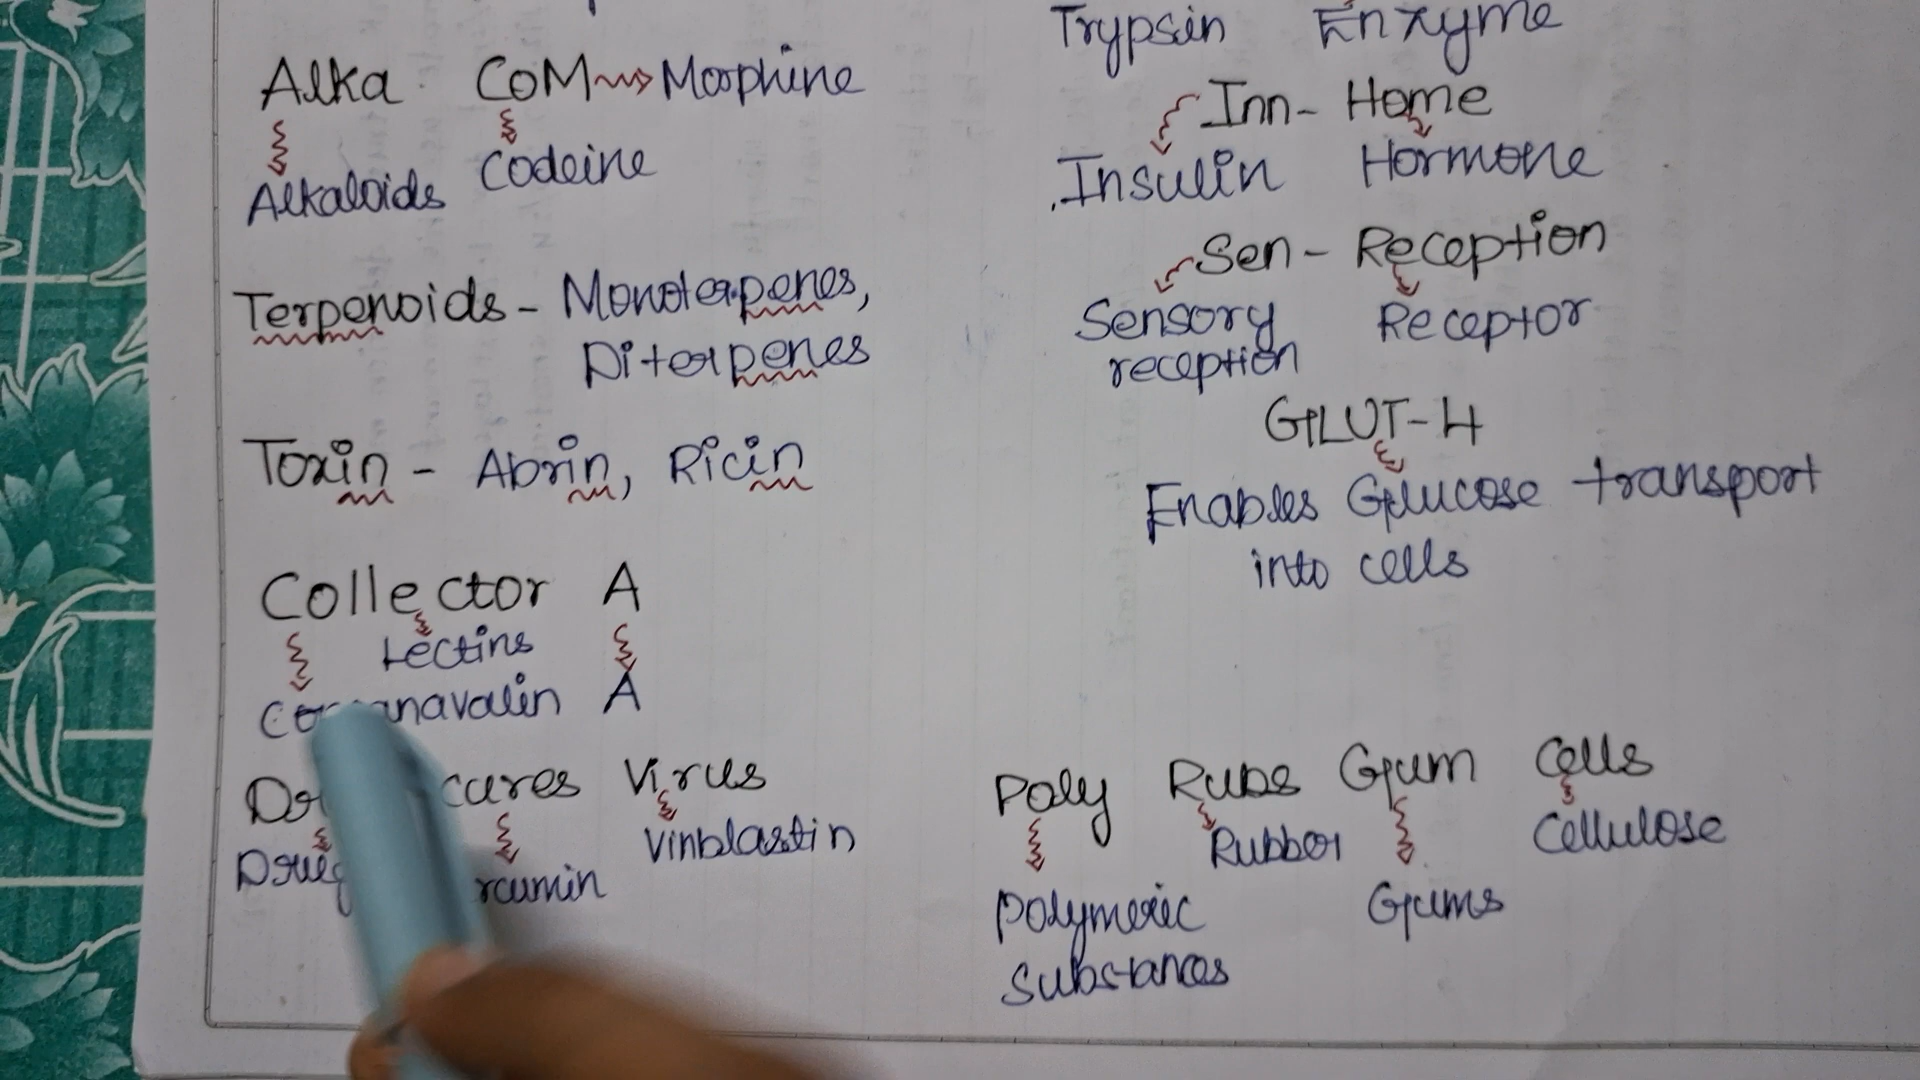 Alka CoM Morphine
Alkaloids Codeine
Terpenoids - Monoterpenes,
Diterpenes
Toxin - Abrin, Ricin
Collector A
Lectins
A
cures Virus
Vinblastin
Trypsin Enzyme
Inn - Home
Insulin Hormone
Sen - Reception
Sensory Receptor
reception
GLUT-4
Enables Glucose transport
into cells
Poly Rubs Gum Cells
Rubber Cellulose
Polymeric Gums
Substances